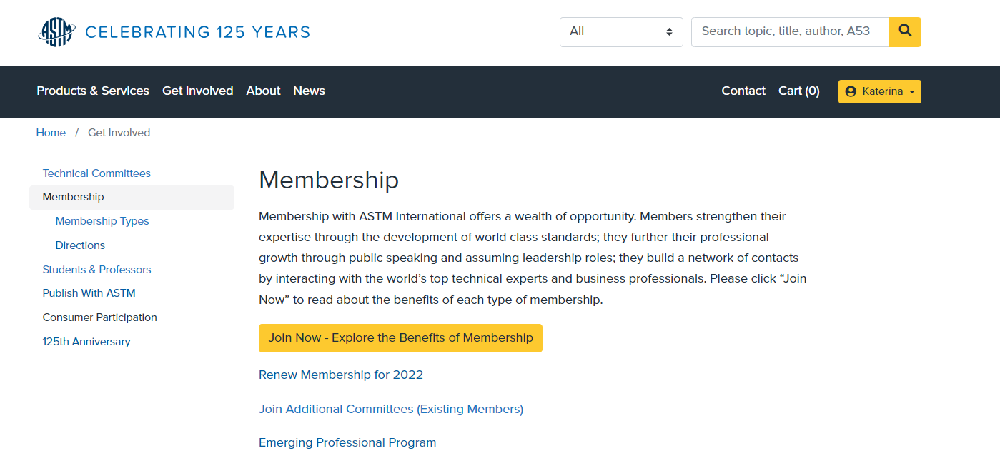 ASTM CELEBRATING 125 YEARS
All
Search topic, title, author, A53
Products & Services Get Involved About News
Contact Cart (0) Katerina
Home / Get Involved
Technical Committees
Membership
Membership Types
Directions
Students & Professors
Publish With ASTM
Consumer Participation
125th Anniversary
Membership
Membership with ASTM International offers a wealth of opportunity. Members strengthen their
expertise through the development of world class standards; they further their professional
growth through public speaking and assuming leadership roles; they build a network of contacts
by interacting with the world’s top technical experts and business professionals. Please click “Join
Now” to read about the benefits of each type of membership.
Join Now - Explore the Benefits of Membership
Renew Membership for 2022
Join Additional Committees (Existing Members)
Emerging Professional Program